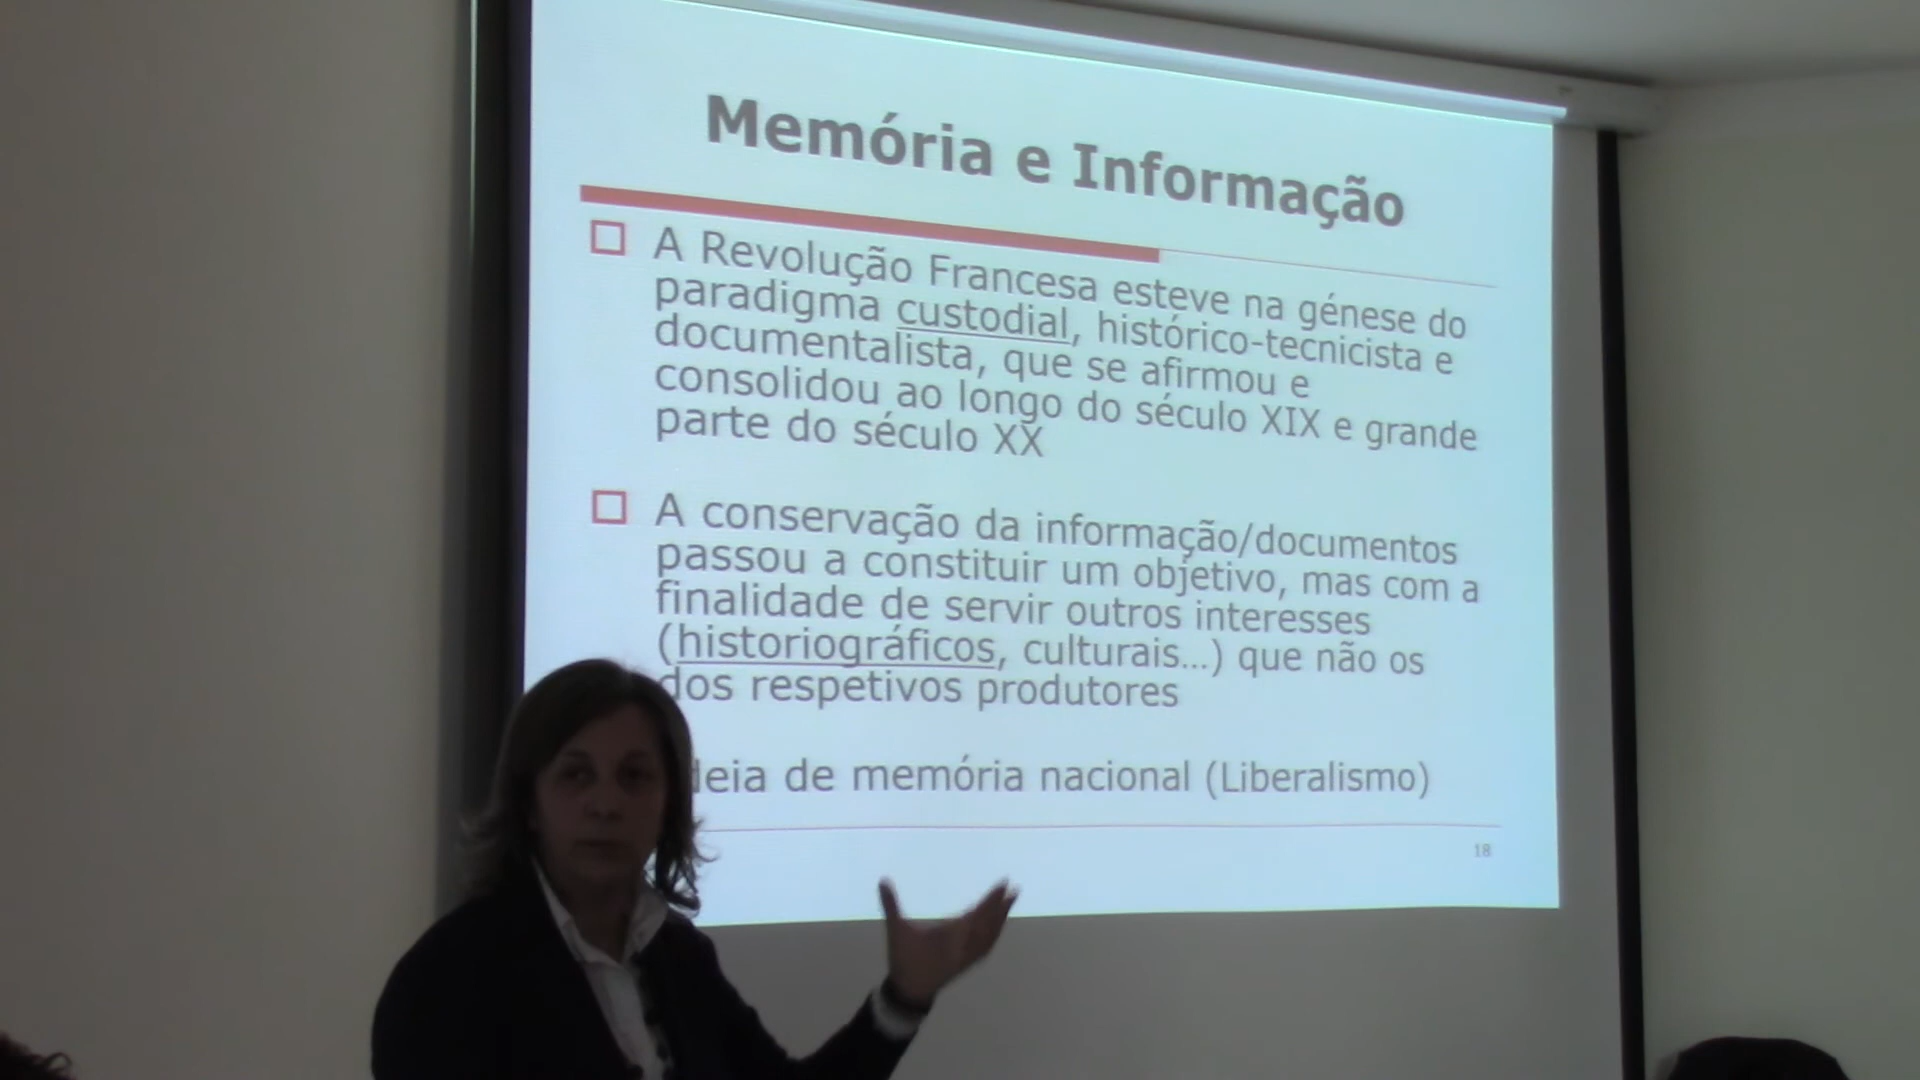 Memória e Informação
A Revolução Francesa esteve na génese do
paradigma custodial, histórico-tecnicista e
documentalista, que se afirmou e
consolidou ao longo do século XIX e grande
parte do século XX
A conservação da informação/documentos
passou a constituir um objetivo, mas com a
finalidade de servir outros interesses
(historiográficos, culturais...) que não os
dos respetivos produtores
de memória nacional (Liberalismo)
18